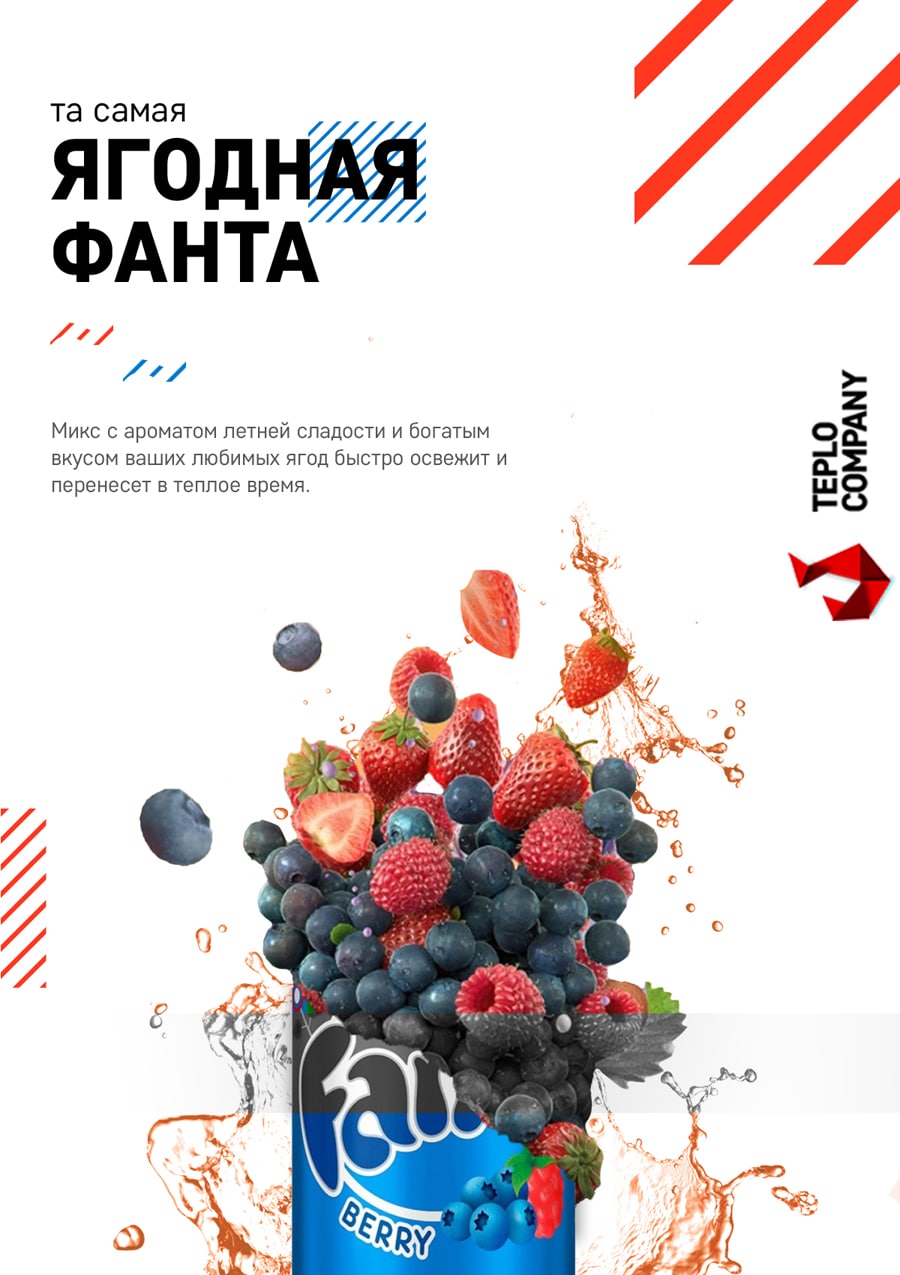 та самая
ЯГОДНАЯ
ФАНТА
Микс с ароматом летней сладости и богатым
вкусом ваших любимых ягод быстро освежит и
перенесет в теплое время.
TEPLO
COMPANY
BERRY